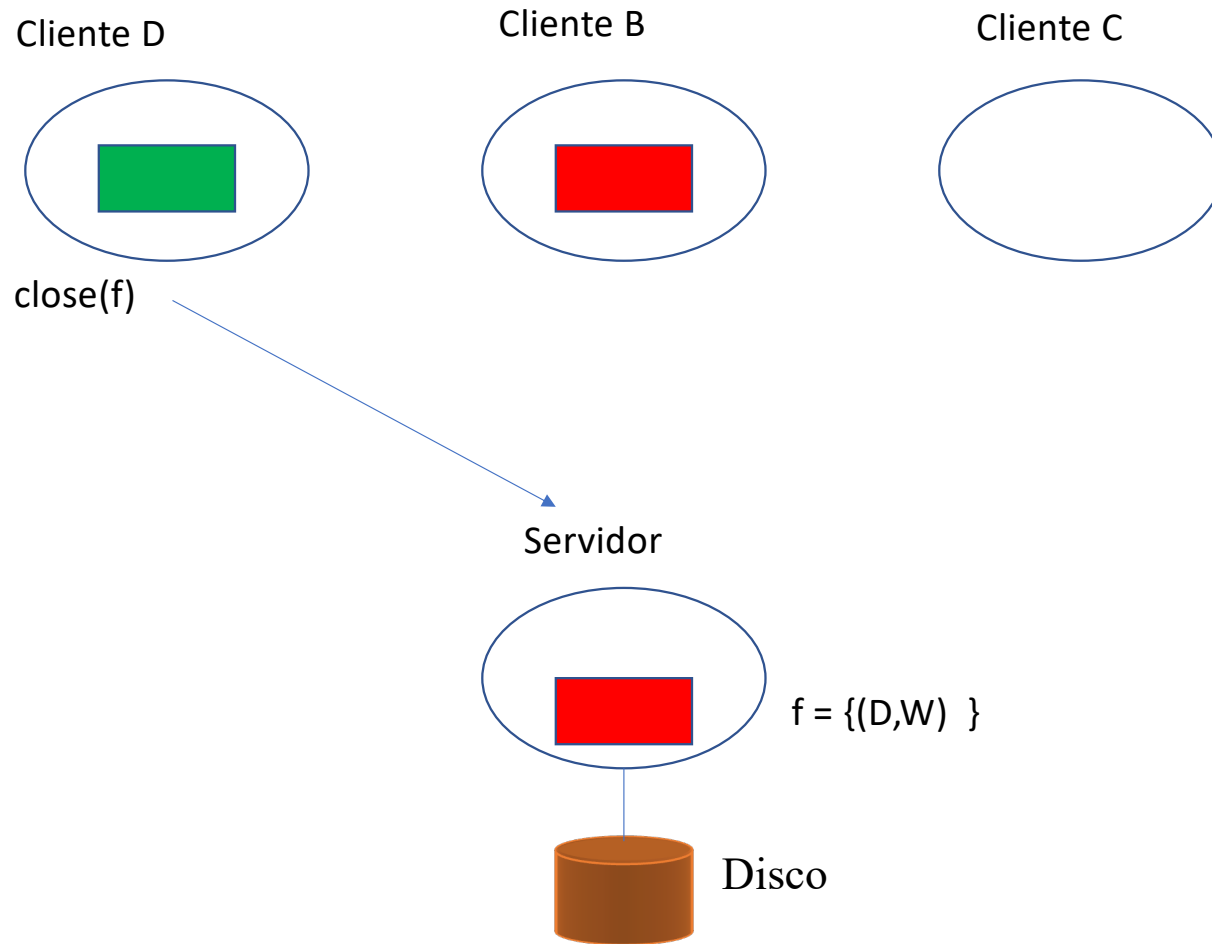 Cliente D
Cliente B
Cliente C
close(f)
Servidor
f = {(D,W)  }
Disco